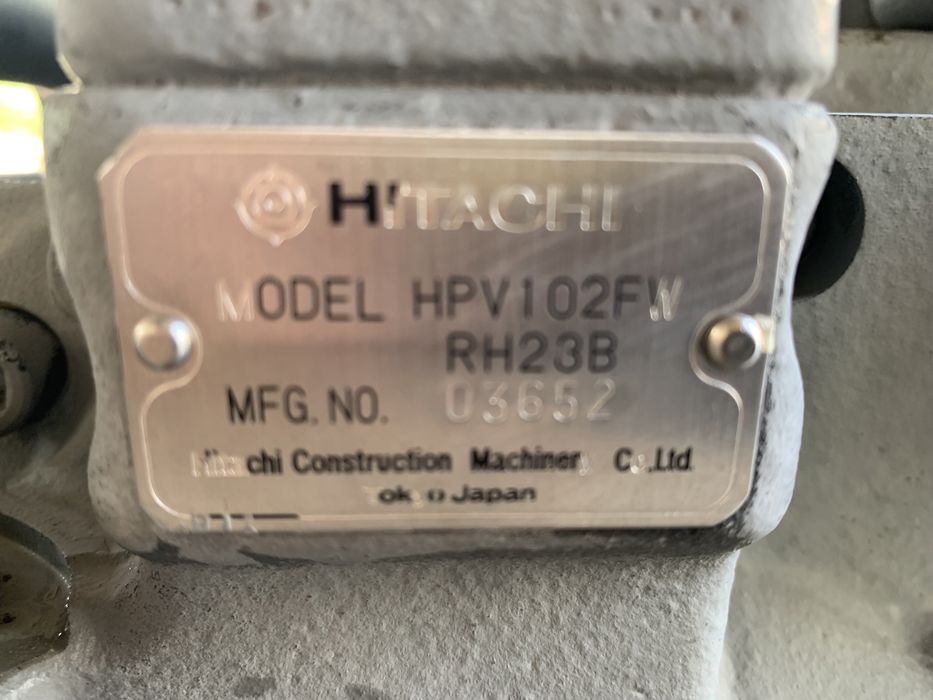 HITACHI
MODEL HPV102FW
RH23B
MFG. NO. 03652
Hitachi Construction Machinery Co.,Ltd.
Tokyo Japan